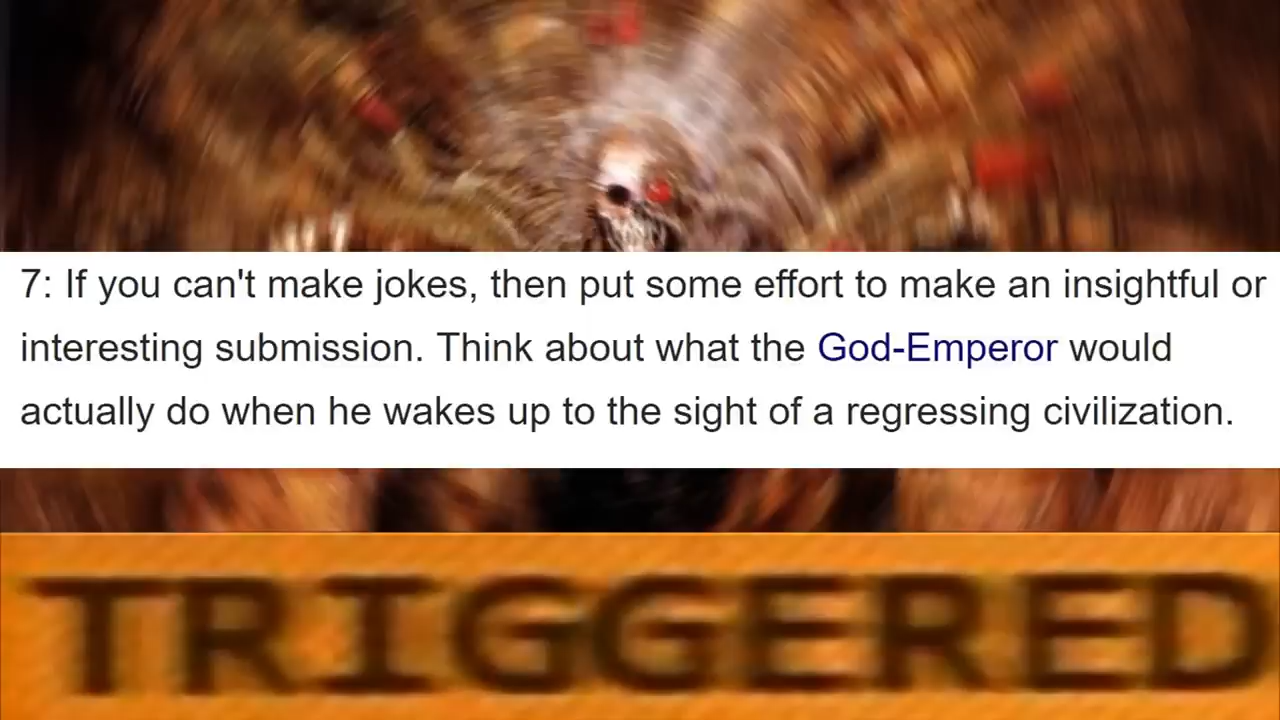 7: If you can't make jokes, then put some effort to make an insightful or
interesting submission. Think about what the God-Emperor would
actually do when he wakes up to the sight of a regressing civilization.
TRIGGERED